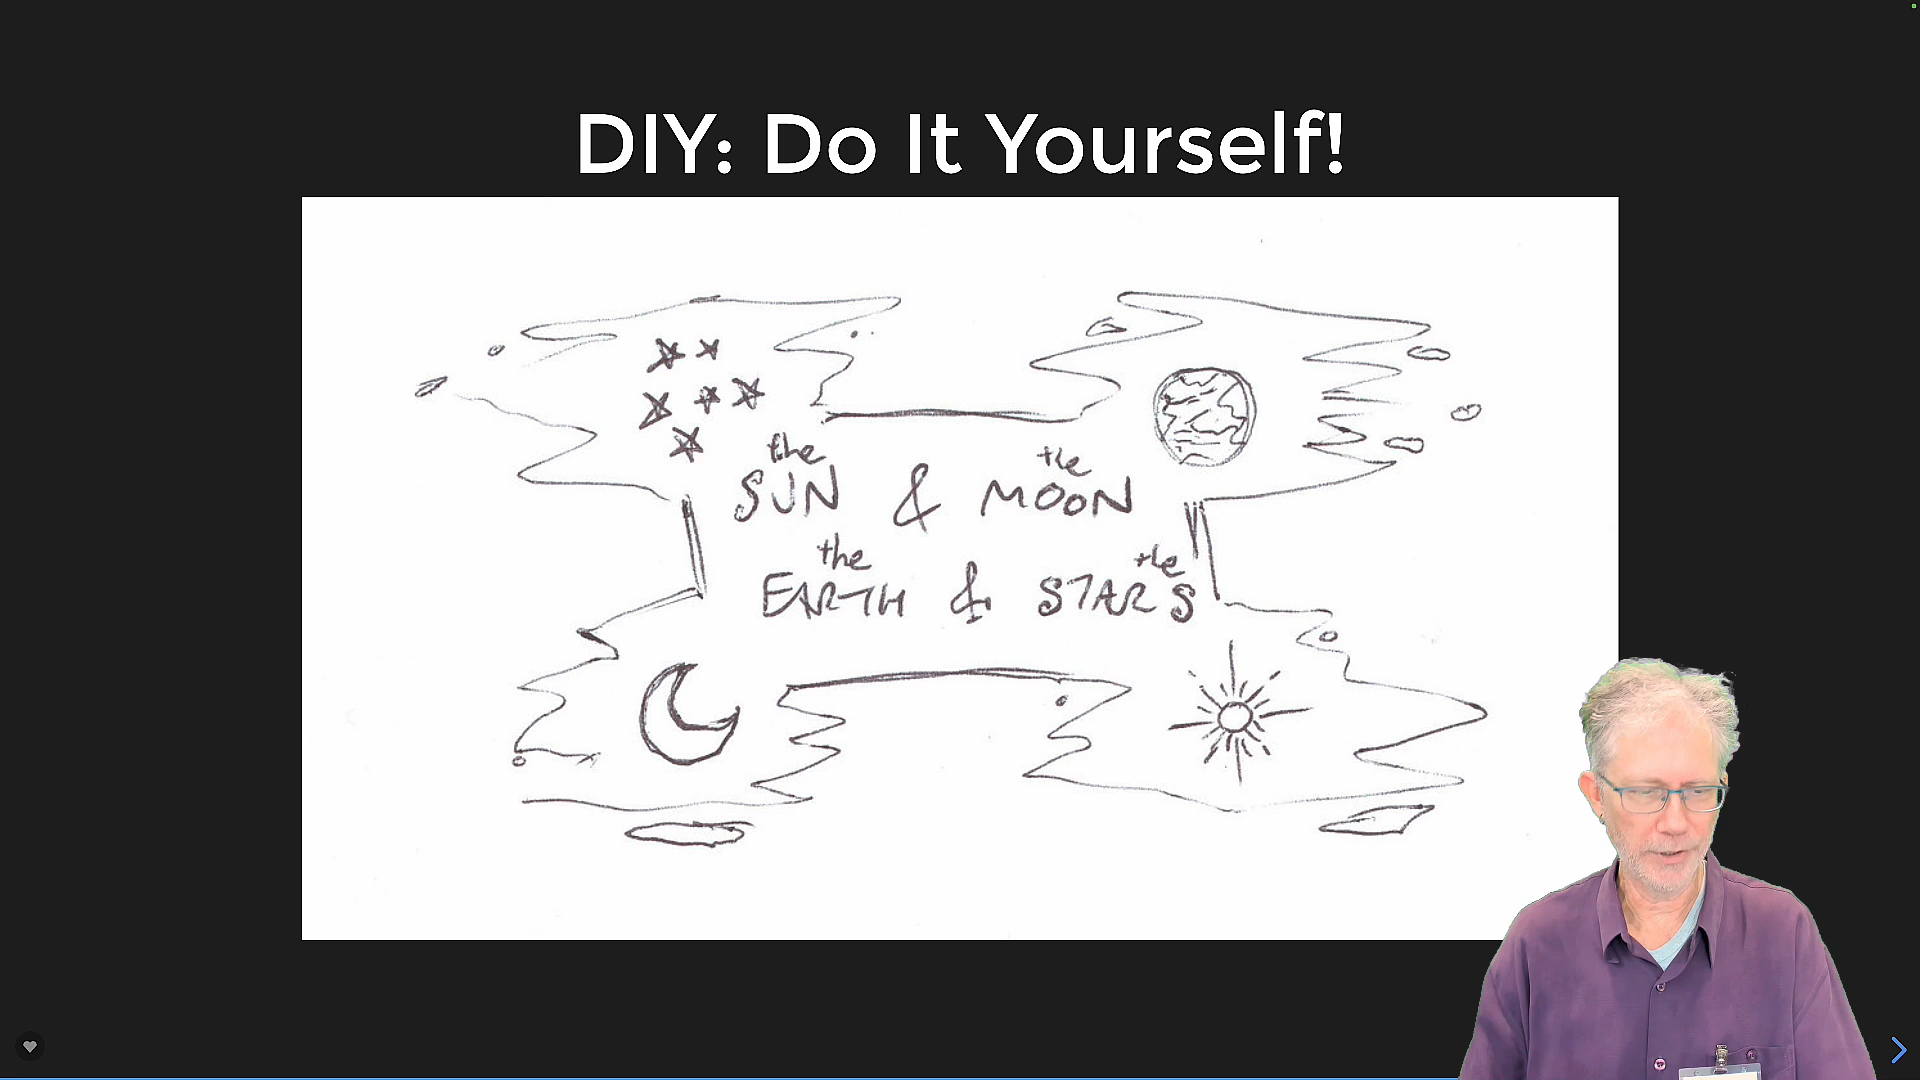 DIY: Do It Yourself!
the the
SUN & MOON
the the
EARTH & STARS